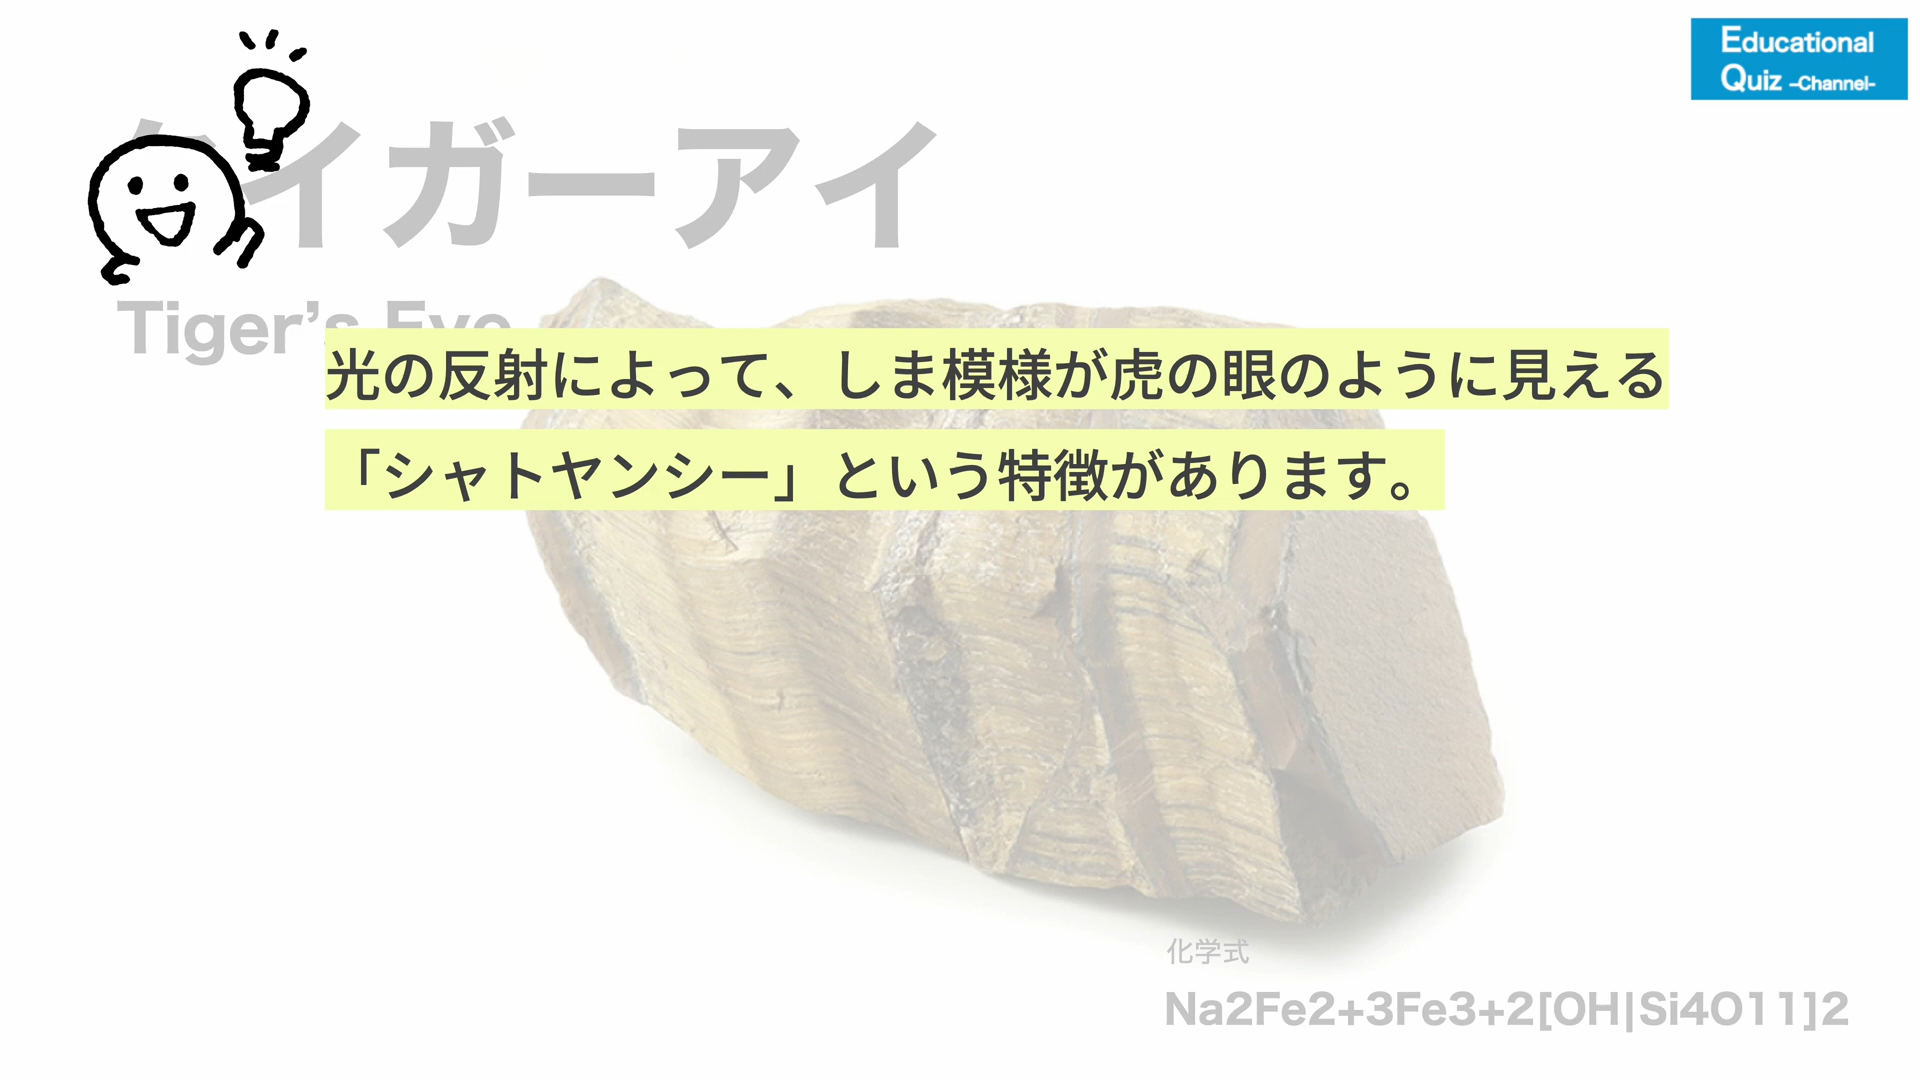 Educational
Quiz -Channel-
タイガーアイ
Tiger's Eye
光の反射によって、しま模様が虎の眼のように見える
「シャトヤンシー」という特徴があります。
化学式
Na2Fe2+3Fe3+2[OH|Si4O11]2